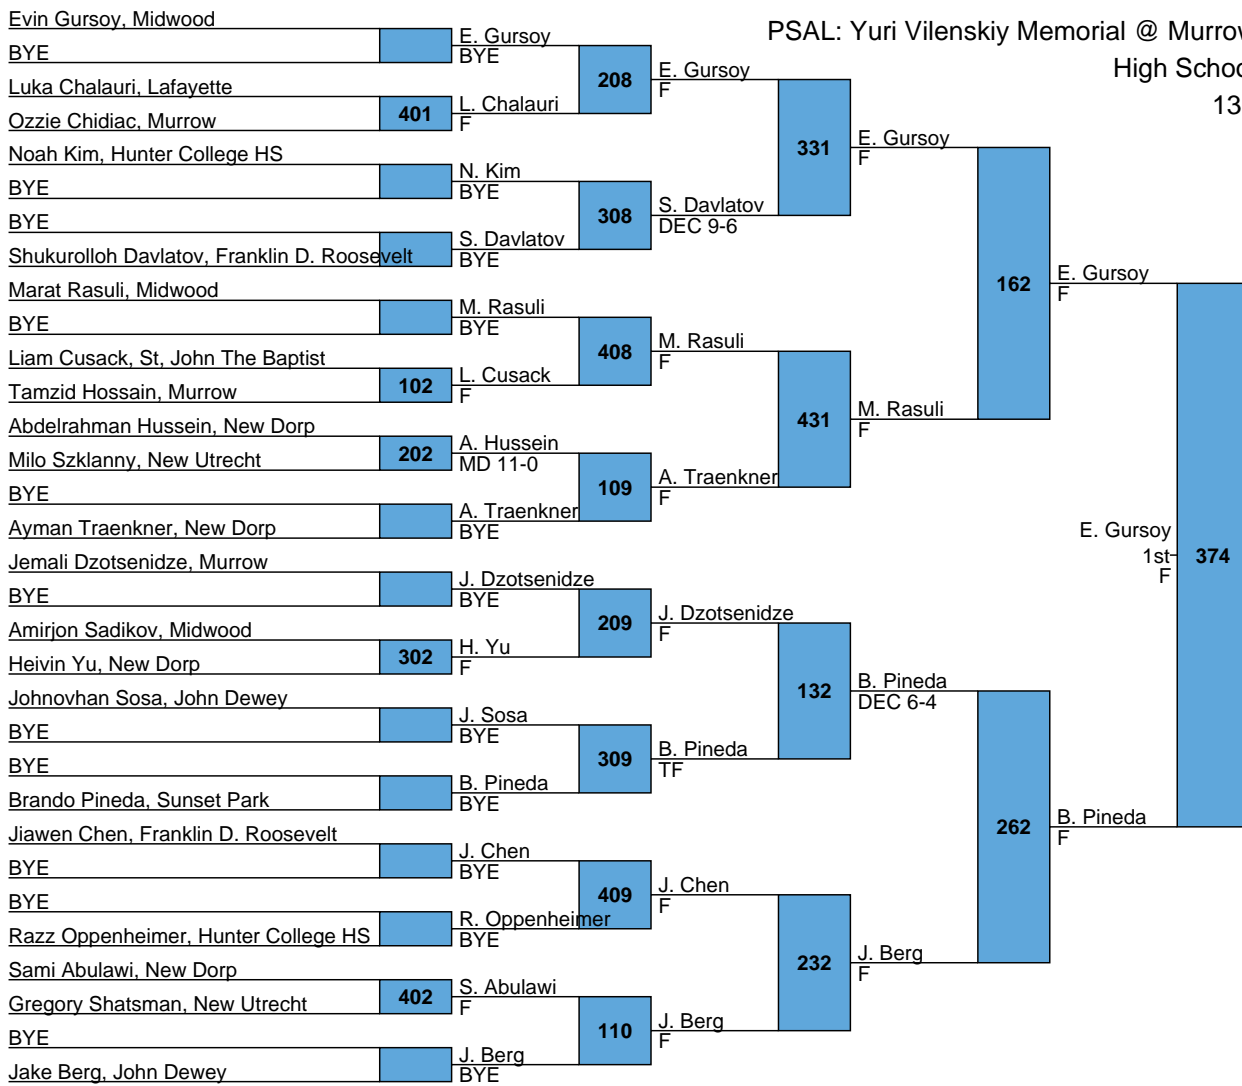 PSAL: Yuri Vilenskiy Memorial @ Murrow
High School
13
Evin Gursoy, Midwood
BYE
Luka Chalauri, Lafayette
Ozzie Chidiac, Murrow
Noah Kim, Hunter College HS
BYE
BYE
Shukurolloh Davlatov, Franklin D. Roosevelt
Marat Rasuli, Midwood
BYE
Liam Cusack, St, John The Baptist
Tamzid Hossain, Murrow
Abdelrahman Hussein, New Dorp
Milo Szklanny, New Utrecht
BYE
Ayman Traenkner, New Dorp
Jemali Dzotsenidze, Murrow
BYE
Amirjon Sadikov, Midwood
Heivin Yu, New Dorp
Johnovhan Sosa, John Dewey
BYE
BYE
Brando Pineda, Sunset Park
Jiawen Chen, Franklin D. Roosevelt
BYE
BYE
Razz Oppenheimer, Hunter College HS
Sami Abulawi, New Dorp
Gregory Shatsman, New Utrecht
BYE
Jake Berg, John Dewey
401
102
202
302
402
E. Gursoy
BYE
L. Chalauri
F
N. Kim
BYE
S. Davlatov
BYE
M. Rasuli
BYE
L. Cusack
F
A. Hussein
MD 11-0
A. Traenkner
BYE
J. Dzotsenidze
BYE
H. Yu
F
J. Sosa
BYE
B. Pineda
BYE
J. Chen
BYE
R. Oppenheimer
BYE
S. Abulawi
F
J. Berg
BYE
208
308
408
109
209
309
409
110
E. Gursoy
F
S. Davlatov
DEC 9-6
M. Rasuli
F
A. Traenkner
F
J. Dzotsenidze
F
B. Pineda
TF
J. Chen
F
J. Berg
F
331
431
132
232
E. Gursoy
F
M. Rasuli
F
B. Pineda
DEC 6-4
J. Berg
F
162
262
E. Gursoy
F
B. Pineda
F
374
E. Gursoy
1st
F